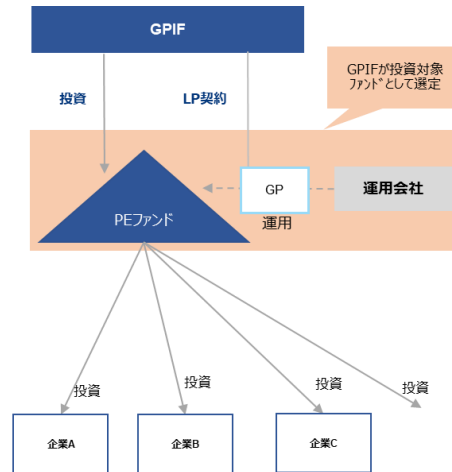 GPIF
GPIFが投資対象
ファンドとして選定
投資
LP契約
GP
運用会社
PEファンド
運用
投資
投資
投資
投資
企業A
企業B
企業C